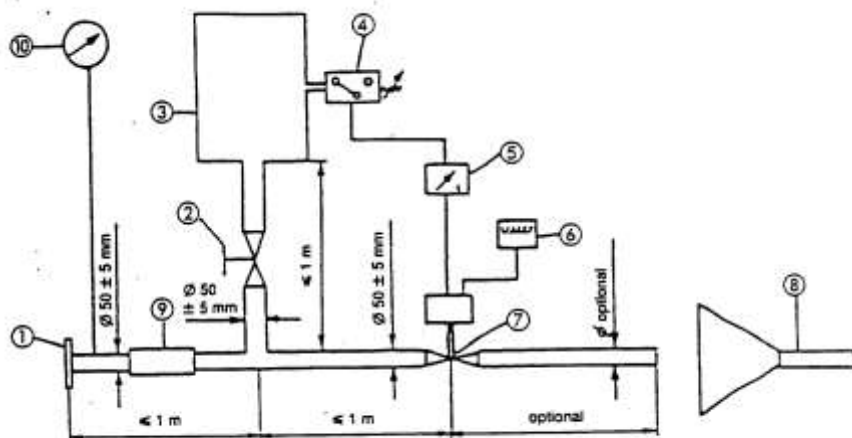 10
4
3
5
2
6
Ø 50 ± 5 mm
Ø 50
± 5 mm
≤ 1 m
Ø 50 ± 5 mm
Ø optional
1
9
7
8
≤ 1 m
≤ 1 m
optional